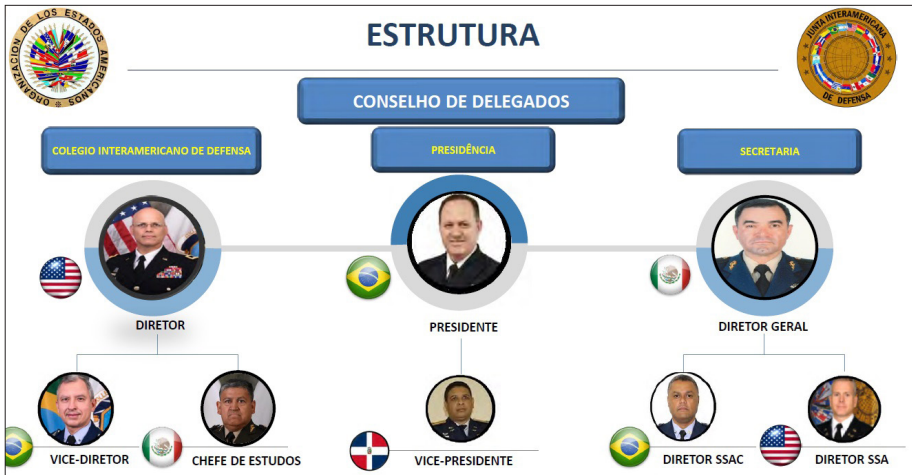 ESTRUTURA
ORGANIZACION DE LOS ESTADOS AMERICANOS
JUNTA INTERAMERICANA
DE DEFENSA
CONSELHO DE DELEGADOS
COLEGIO INTERAMERICANO DE DEFENSA
PRESIDÊNCIA
SECRETARIA
DIRETOR
PRESIDENTE
DIRETOR GERAL
VICE-DIRETOR
CHEFE DE ESTUDOS
VICE-PRESIDENTE
DIRETOR SSAC
DIRETOR SSA